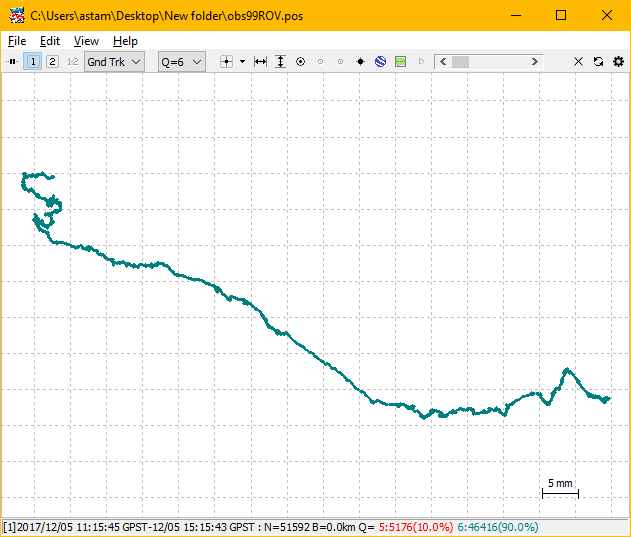 C:\Users\astam\Desktop\New folder\obs99ROV.pos
File Edit View Help
1 2 1-2 Gnd Trk Q=6
5 mm
[1]2017/12/05 11:15:45 GPST-12/05 15:15:43 GPST : N=51592 B=0.0km Q= 5:5176(10.0%) 6:46416(90.0%)